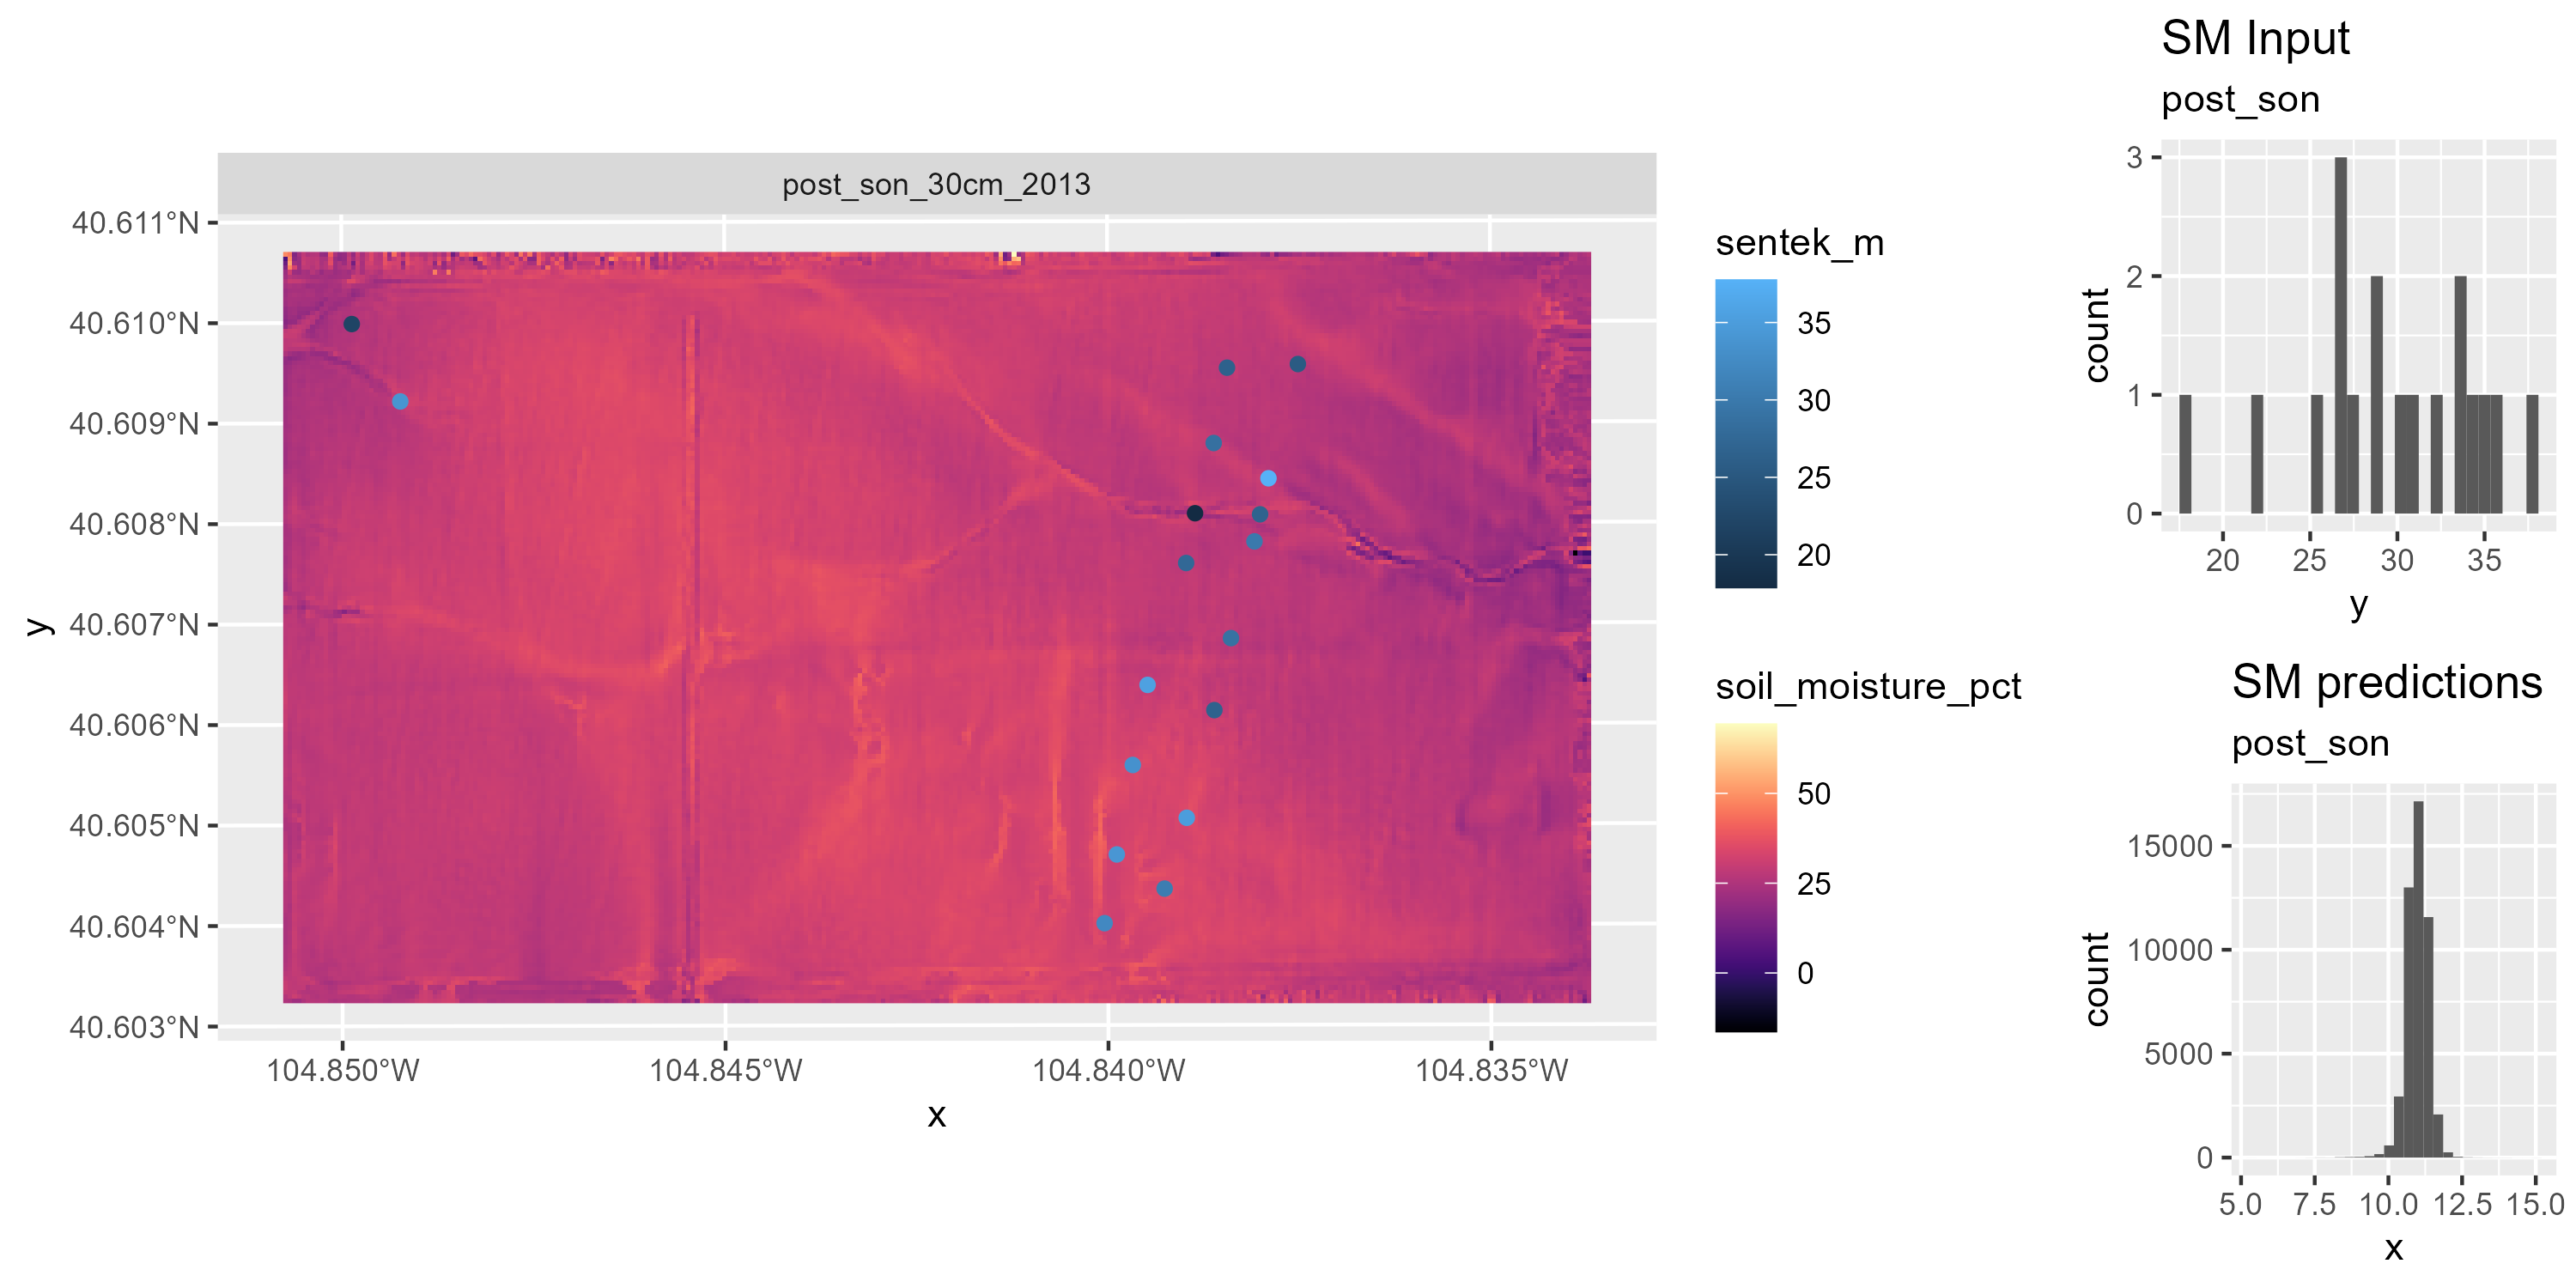 post_son_30cm_2013
40.611°N
40.610°N
40.609°N
40.608°N
40.607°N
40.606°N
40.605°N
40.604°N
40.603°N
y
104.850°W 104.845°W 104.840°W 104.835°W
x
sentek_m
35
30
25
20
soil_moisture_pct
50
25
0
SM Input
post_son
3
2
1
0
count
20 25 30 35
y
SM predictions
post_son
15000
10000
5000
0
count
5.0 7.5 10.0 12.5 15.0
x